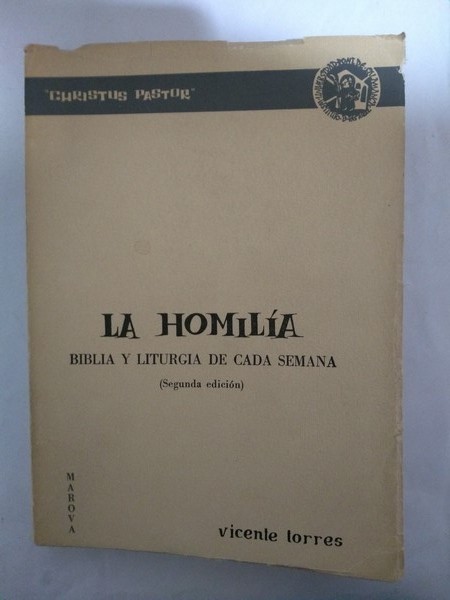 "CHRISTUS PASTOR"
LA HOMILÍA
BIBLIA Y LITURGIA DE CADA SEMANA
(Segunda edición)
MAROVA
vicente torres